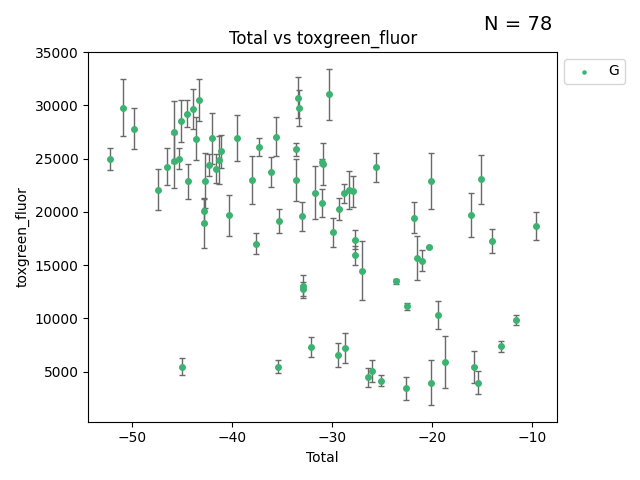 N = 78
Total vs toxgreen_fluor
G
35000
30000
25000
20000
15000
10000
5000
toxgreen_fluor
−50 −40 −30 −20 −10
Total